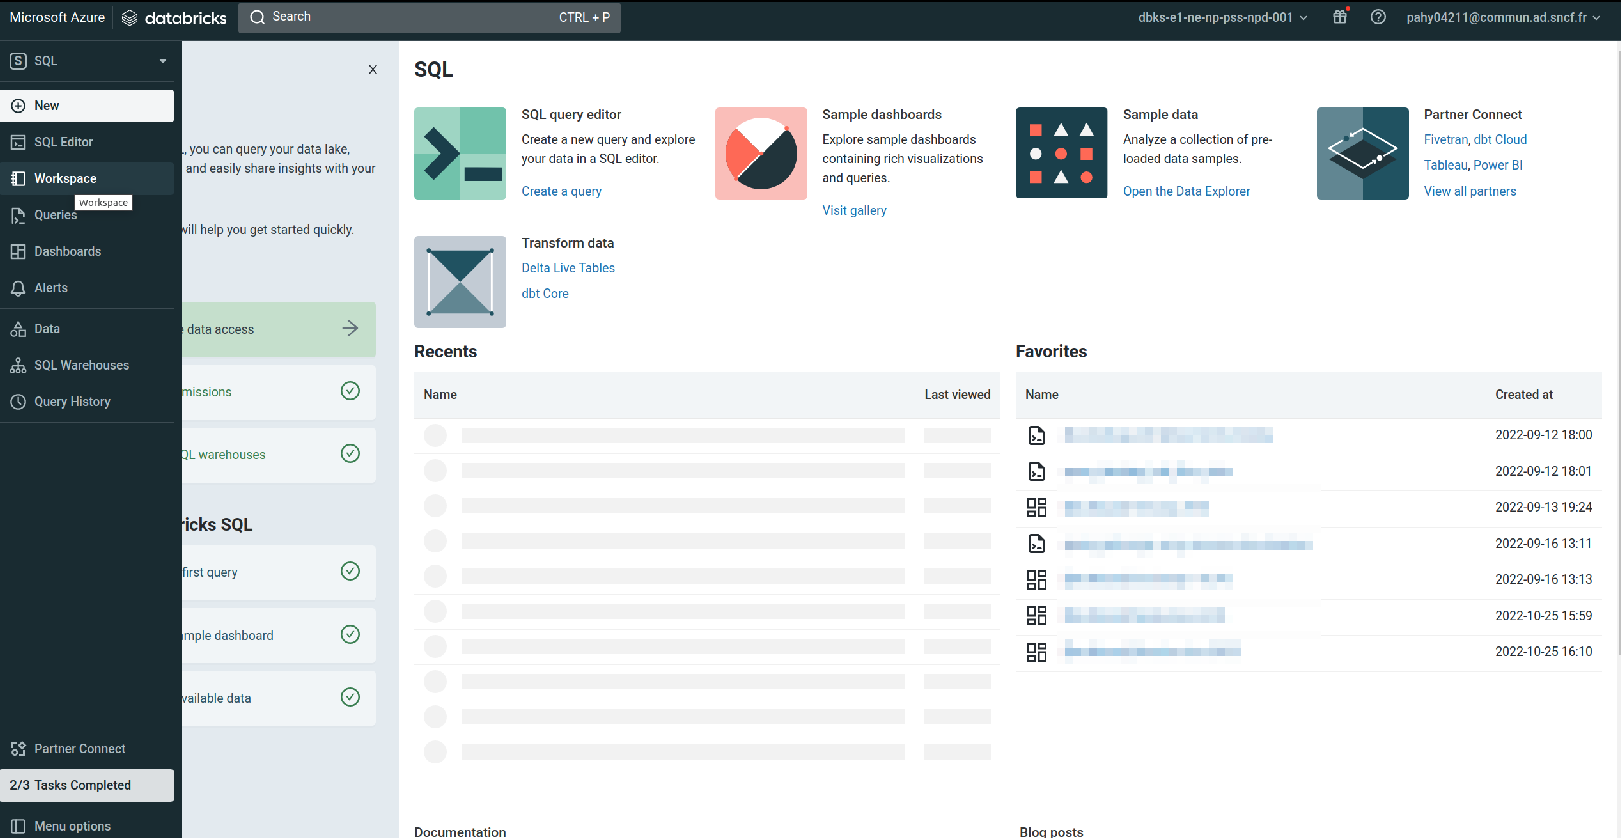 Microsoft Azure
databricks
Search
CTRL + P
dbks-e1-ne-np-pss-npd-001
pahy04211@commun.ad.sncf.fr
S SQL
New
SQL Editor
Workspace
Workspace
Queries
Dashboards
Alerts
Data
SQL Warehouses
Query History
Partner Connect
2/3 Tasks Completed
Menu options
, you can query your data lake,
and easily share insights with your
will help you get started quickly.
data access
missions
QL warehouses
ricks SQL
first query
mple dashboard
vailable data
SQL
SQL query editor
Create a new query and explore
your data in a SQL editor.
Create a query
Sample dashboards
Explore sample dashboards
containing rich visualizations
and queries.
Visit gallery
Sample data
Analyze a collection of pre-
loaded data samples.
Open the Data Explorer
Partner Connect
Fivetran, dbt Cloud
Tableau, Power BI
View all partners
Transform data
Delta Live Tables
dbt Core
Recents
Name
Last viewed
Favorites
Name
Created at
2022-09-12 18:00
2022-09-12 18:01
2022-09-13 19:24
2022-09-16 13:11
2022-09-16 13:13
2022-10-25 15:59
2022-10-25 16:10
Documentation
Blog posts